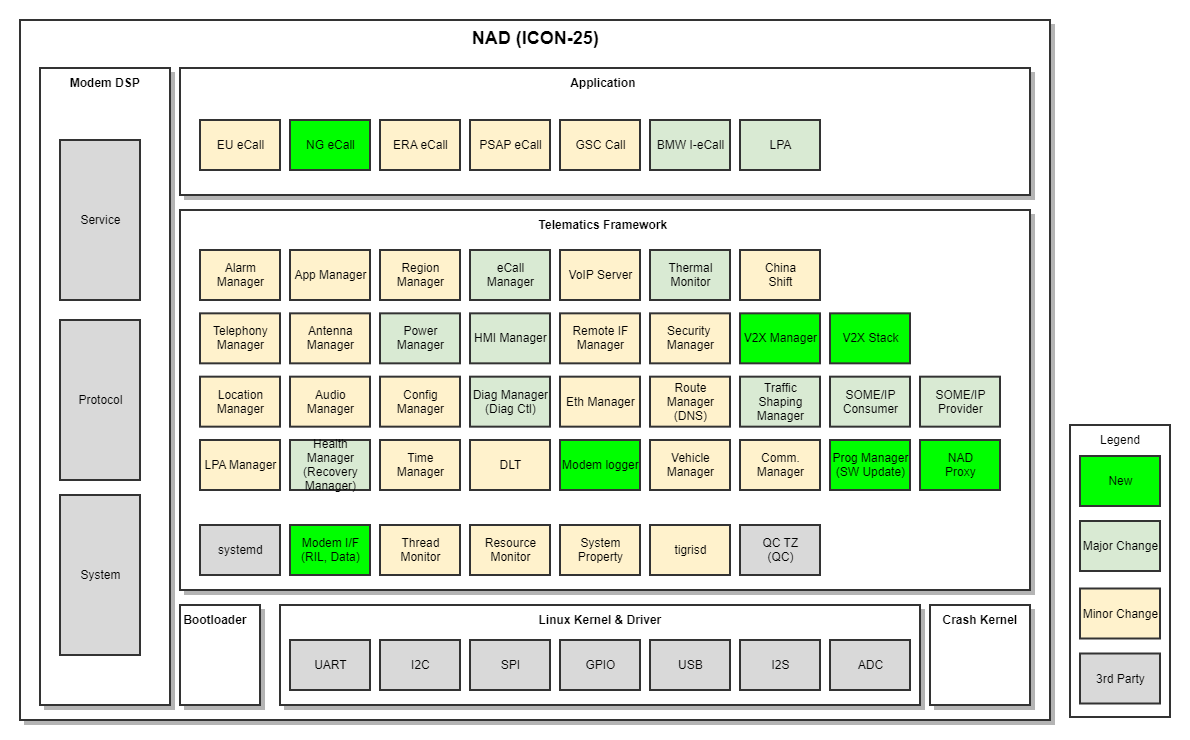 NAD (ICON-25)
Modem DSP
Service
Protocol
System
Application
EU eCall
NG eCall
ERA eCall
PSAP eCall
GSC Call
BMW I-eCall
LPA
Telematics Framework
Alarm
Manager
App Manager
Region
Manager
eCall
Manager
VoIP Server
Thermal
Monitor
China
Shift
Telephony
Manager
Antenna
Manager
Power
Manager
HMI Manager
Remote IF
Manager
Security
Manager
V2X Manager
V2X Stack
Location
Manager
Audio
Manager
Config
Manager
Diag Manager
(Diag Ctl)
Eth Manager
Route
Manager
(DNS)
Traffic
Shaping
Manager
SOME/IP
Consumer
SOME/IP
Provider
LPA Manager
Health
Manager
(Recovery
Manager)
Time
Manager
DLT
Modem logger
Vehicle
Manager
Comm.
Manager
Prog Manager
(SW Update)
NAD
Proxy
systemd
Modem I/F
(RIL, Data)
Thread
Monitor
Resource
Monitor
System
Property
tigrisd
QC TZ
(QC)
Bootloader
Linux Kernel & Driver
UART
I2C
SPI
GPIO
USB
I2S
ADC
Crash Kernel
Legend
New
Major Change
Minor Change
3rd Party